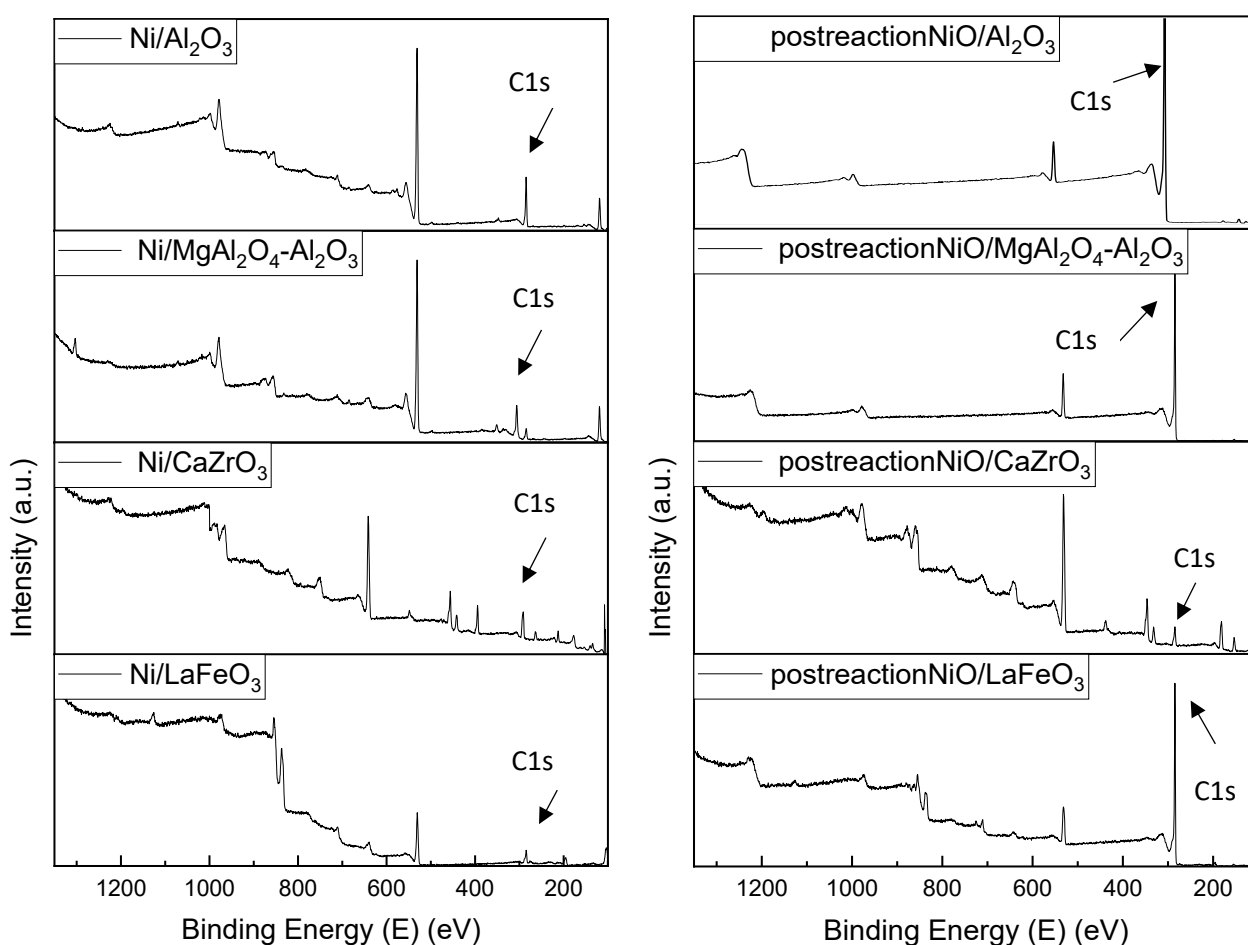 Ni/Al₂O₃
C1s
Ni/MgAl₂O₄-Al₂O₃
C1s
Ni/CaZrO₃
C1s
Ni/LaFeO₃
C1s
Intensity (a.u.)
1200 1000 800 600 400 200
Binding Energy (E) (eV)
postreactionNiO/Al₂O₃
C1s
postreactionNiO/MgAl₂O₄-Al₂O₃
C1s
postreactionNiO/CaZrO₃
C1s
postreactionNiO/LaFeO₃
C1s
Intensity (a.u.)
1200 1000 800 600 400 200
Binding Energy (E) (eV)